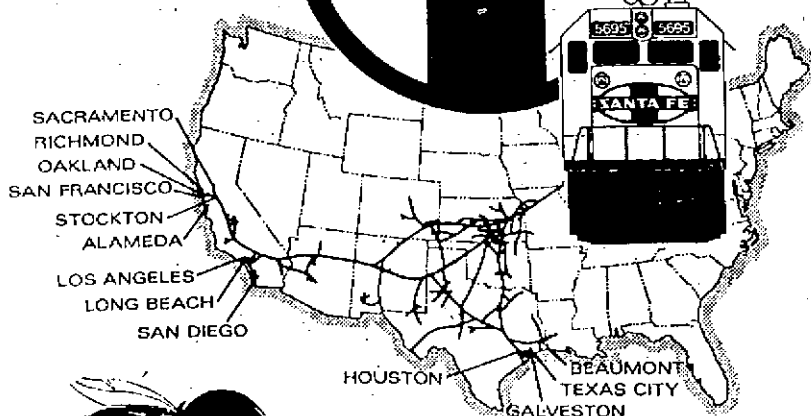 5695 5695
SANTA FE
SACRAMENTO
RICHMOND
OAKLAND
SAN FRANCISCO
STOCKTON
ALAMEDA
LOS ANGELES
LONG BEACH
SAN DIEGO
HOUSTON
BEAUMONT
TEXAS CITY
GALVESTON